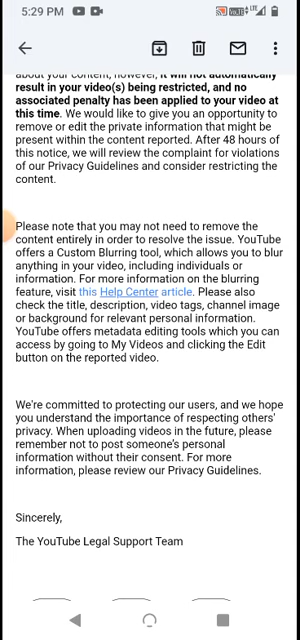 5:29 PM
about your content, however, it will not automatically
result in your video(s) being restricted, and no
associated penalty has been applied to your video at
this time. We would like to give you an opportunity to
remove or edit the private information that might be
present within the content reported. After 48 hours of
this notice, we will review the complaint for violations
of our Privacy Guidelines and consider restricting the
content.
Please note that you may not need to remove the
content entirely in order to resolve the issue. YouTube
offers a Custom Blurring tool, which allows you to blur
anything in your video, including individuals or
information. For more information on the blurring
feature, visit this Help Center article. Please also
check the title, description, video tags, channel image
or background for relevant personal information.
YouTube offers metadata editing tools which you can
access by going to My Videos and clicking the Edit
button on the reported video.
We're committed to protecting our users, and we hope
you understand the importance of respecting others'
privacy. When uploading videos in the future, please
remember not to post someone's personal
information without their consent. For more
information, please review our Privacy Guidelines.
Sincerely,
The YouTube Legal Support Team